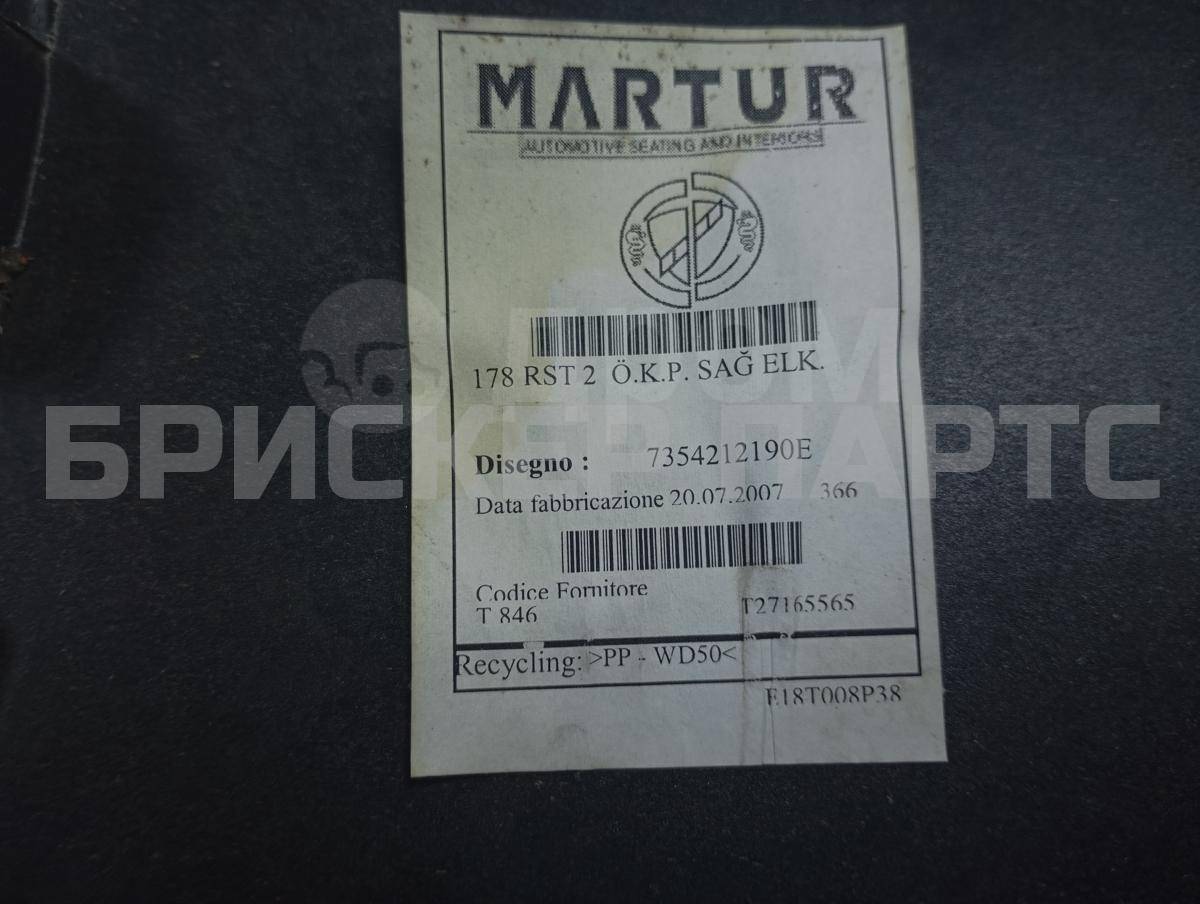 MARTUR
AUTOMOTIVE SEATING AND INTERIORS
178 RST 2 Ö.K.P. SAĞ ELK.
ДРОМ
БРИСКЕР ПАРТС
Disegno : 7354212190E
Data fabbricazione 20.07.2007 366
Codice Fornitore
T 846 T27165565
Recycling: >PP - WD50<
E18T008P38